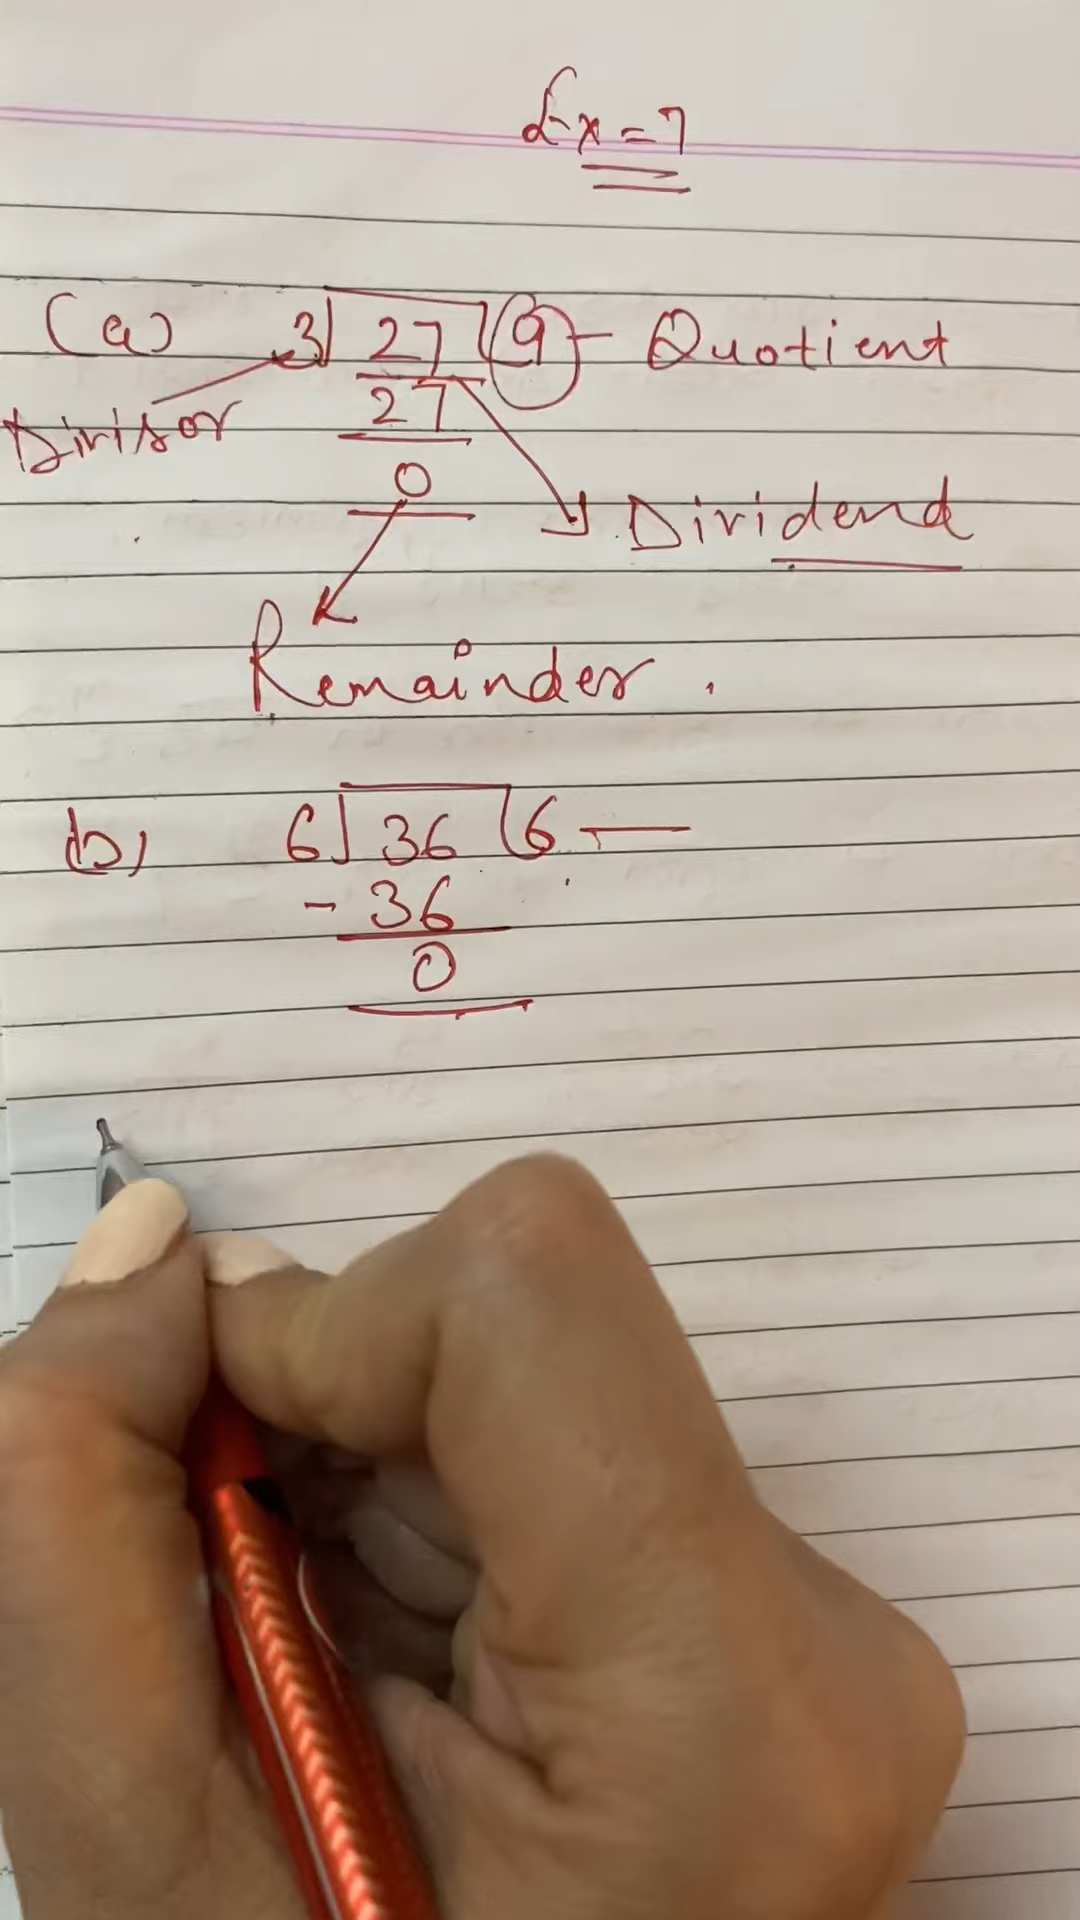 Ex = 7
(a) 3 27 9 - Quotient
Divisor 27
0 Dividend
Remainder .
b) 6 36 6 —
- 36
0